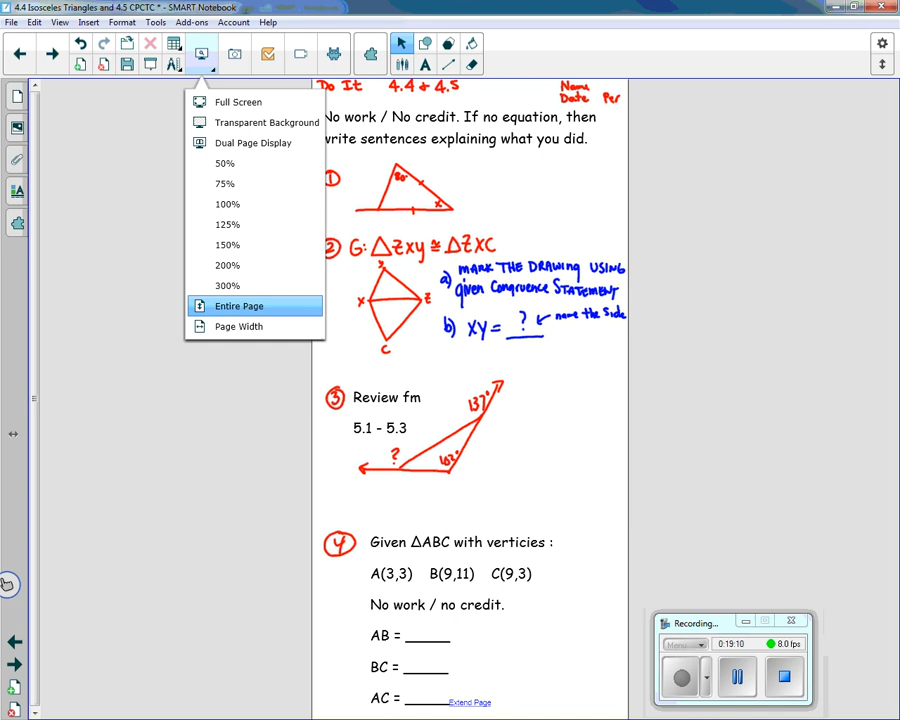 4.4 Isosceles Triangles and 4.5 CPCTC * - SMART Notebook
File Edit View Insert Format Tools Add-ons Account Help
Full Screen
Transparent Background
Dual Page Display
50%
75%
100%
125%
150%
200%
300%
Entire Page
Page Width
Do It 4.4 & 4.5 Name
Date Per
No work / No credit. If no equation, then
write sentences explaining what you did.
1
80°
x
2 G: △ZXY ≅ △ZXC
Y
X
Z
C
a) MARK THE DRAWING USING
given Congruence STATEMENT
b) XY = ? ← name the side
3 Review fm
5.1 - 5.3
137°
?
102°
4 Given ΔABC with verticies :
A(3,3) B(9,11) C(9,3)
No work / no credit.
AB = _____
BC = _____
AC = _____
Extend Page
Recording...
Menu
0:19:10 8.0 fps